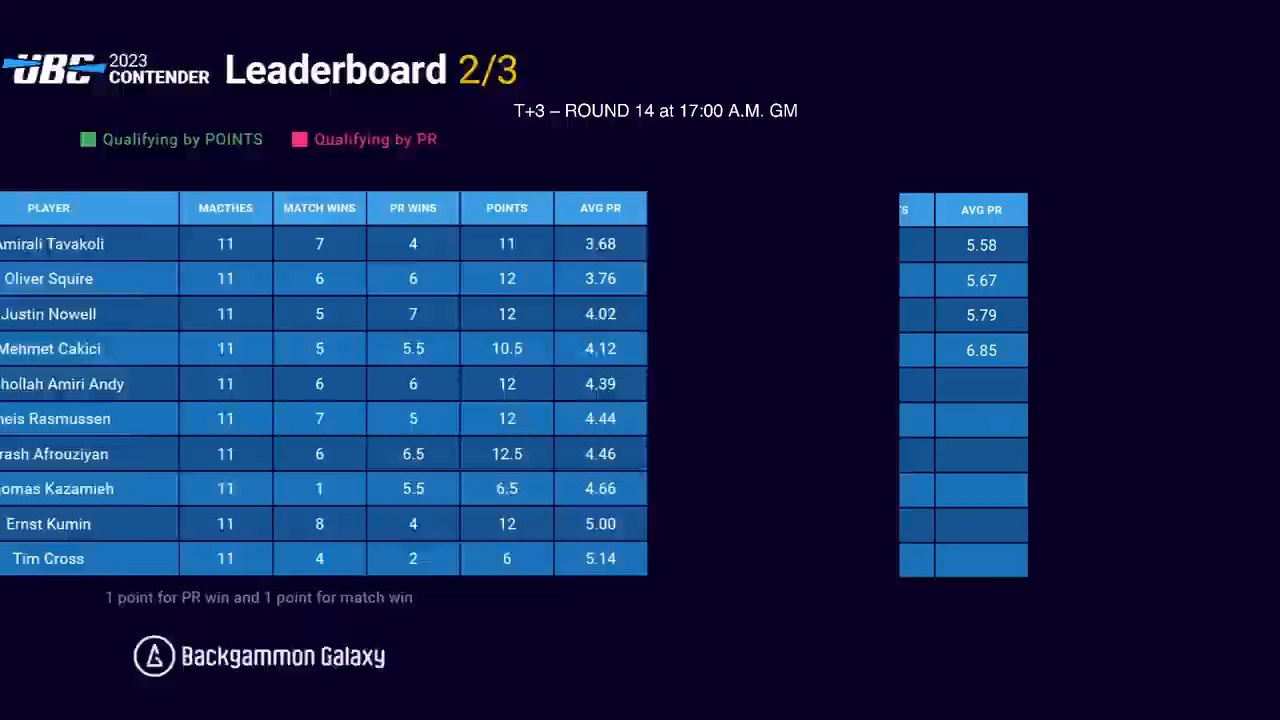 UBC 2023 CONTENDER Leaderboard 2/3
T+3 – ROUND 14 at 17:00 A.M. GM
Qualifying by POINTS Qualifying by PR
PLAYER MACTHES MATCH WINS PR WINS POINTS AVG PR
Amirali Tavakoli 11 7 4 11 3.68
Oliver Squire 11 6 6 12 3.76
Justin Nowell 11 5 7 12 4.02
Mehmet Cakici 11 5 5.5 10.5 4.12
hollah Amiri Andy 11 6 6 12 4.39
neis Rasmussen 11 7 5 12 4.44
rash Afrouziyan 11 6 6.5 12.5 4.46
omas Kazamieh 11 1 5.5 6.5 4.66
Ernst Kumin 11 8 4 12 5.00
Tim Cross 11 4 2 6 5.14
TS AVG PR
5.58
5.67
5.79
6.85
1 point for PR win and 1 point for match win
Backgammon Galaxy